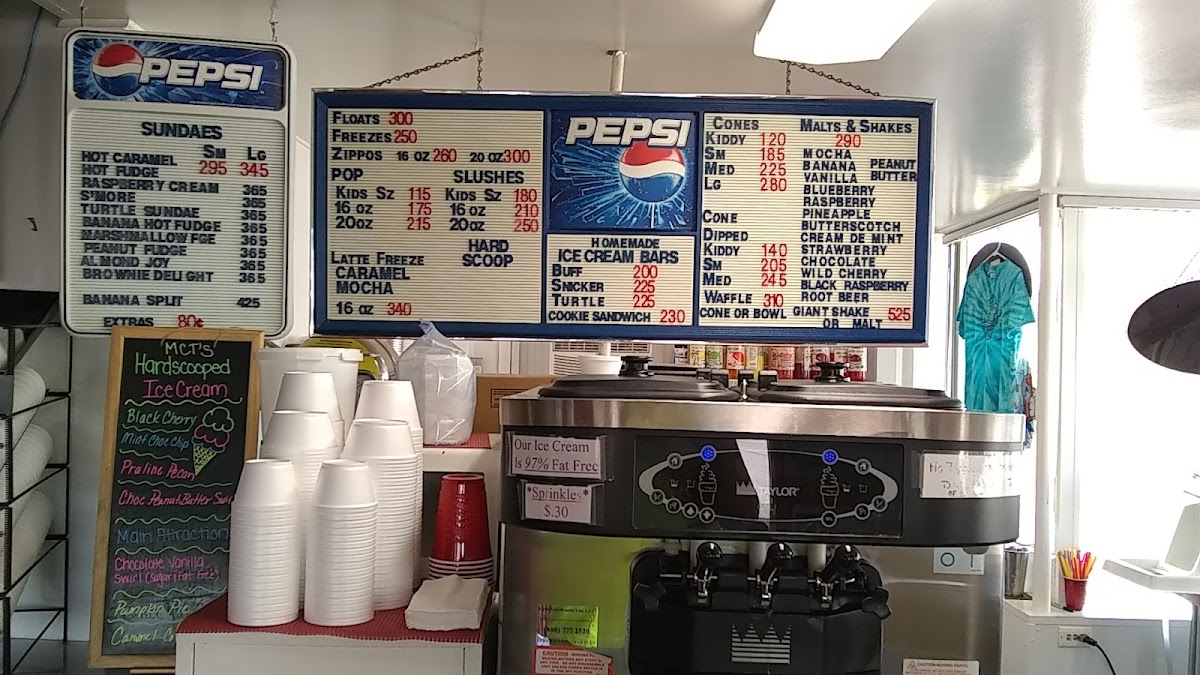 PEPSI
SUNDAES
SM LG
HOT CARAMEL
HOT FUDGE 295 345
RASPBERRY CREAM 365
S'MORE 365
TURTLE SUNDAE 365
BANANA HOT FUDGE 365
MARSHMALLOW FGE 365
PEANUT FUDGE 365
ALMOND JOY 365
BROWNIE DELIGHT 365
BANANA SPLIT 425
EXTRAS 80¢
FLOATS 300
FREEZES 250
ZIPPOS 16 OZ 260 20 OZ 300
POP SLUSHES
KIDS SZ 115 KIDS SZ 180
16 OZ 175 16 OZ 210
20 OZ 215 20 OZ 250
HARD
SCOOP
LATTE FREEZE
CARAMEL
MOCHA
16 OZ 340
PEPSI
HOMEMADE
ICE CREAM BARS
BUFF 200
SNICKER 225
TURTLE 225
COOKIE SANDWICH 230
CONES
KIDDY 120
SM 185
MED 225
LG 280
CONE
DIPPED
KIDDY 140
SM 205
MED 245
WAFFLE 310
CONE OR BOWL
MALTS & SHAKES
290
MOCHA
BANANA PEANUT
VANILLA BUTTER
BLUEBERRY
RASPBERRY
PINEAPPLE
BUTTERSCOTCH
CREAM DE MINT
STRAWBERRY
CHOCOLATE
WILD CHERRY
BLACK RASPBERRY
ROOT BEER
GIANT SHAKE 525
OR MALT
MCT'S
Hardscooped
Ice Cream
Black Cherry
Mint Choc Chip
Praline Pecan
Choc Peanut Butter
Main Attraction
Chocolate Vanilla
Swirl (Sugar/Fat Free)
Pumpkin Pie
Caramel
Our Ice Cream
Is 97% Fat Free
*Sprinkles*
$.30
TAYLOR
CAUTION
CAUTION MOVING PARTS